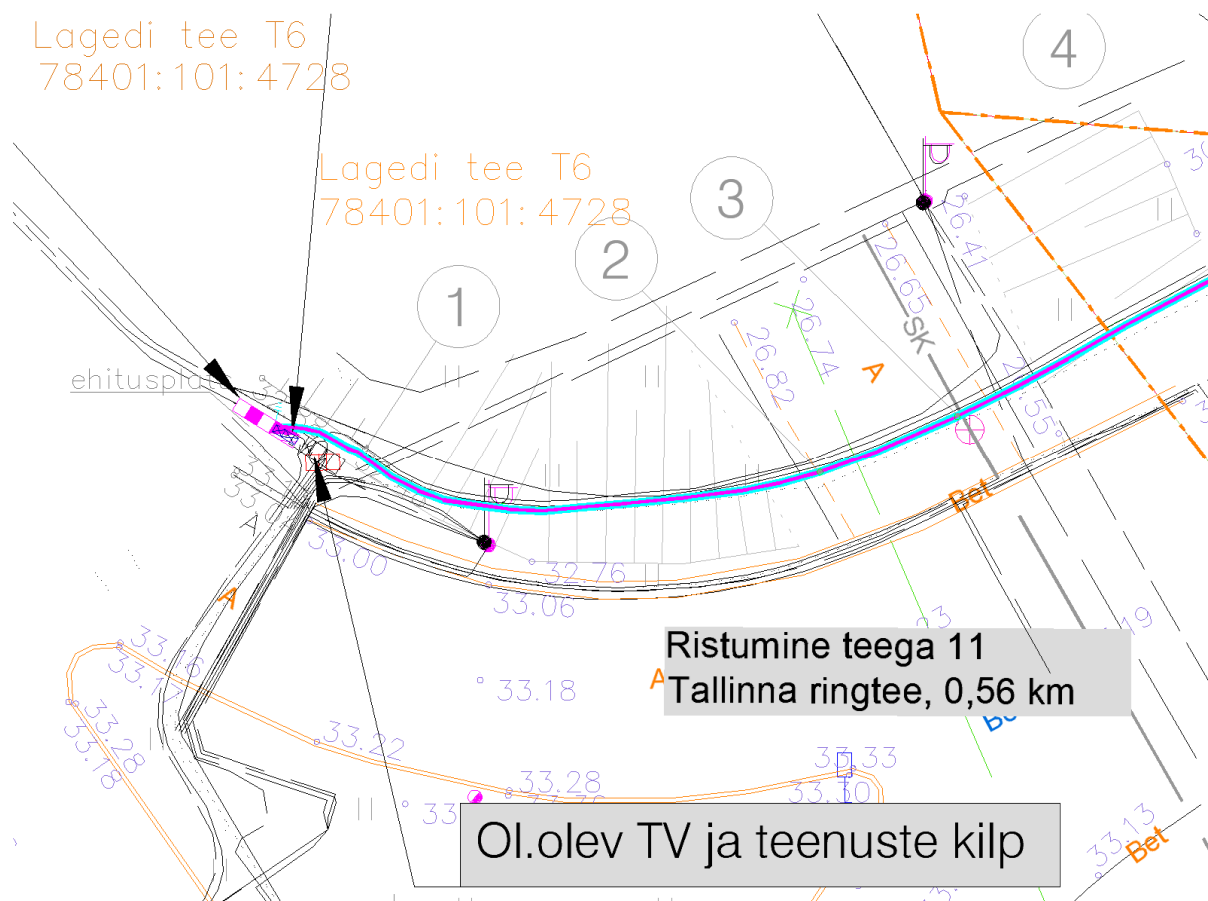 Lagedi tee T6
78401:101:4728
4
Lagedi tee T6
78401:101:4728
3
2
1
26.41
26.65
26.74
26.82
SK
A
Bet
33.00
32.76
33.06
A
33.16
33.17
33.18
Ristumine teega 11
Tallinna ringtee, 0,56 km
33.28
33.18
33.22
33.28
33.33
33.30
33.13
Bet
Ol.olev TV ja teenuste kilp